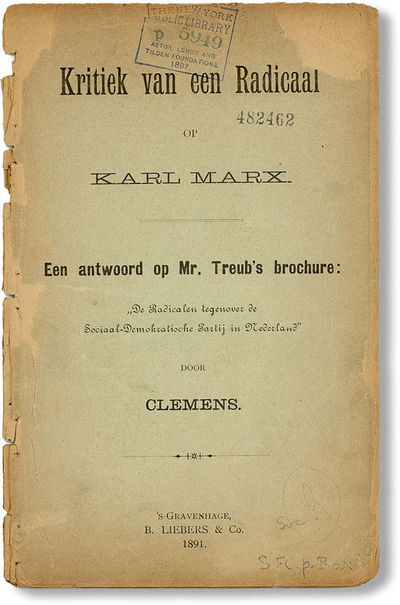 THE NEW YORK
PUBLIC LIBRARY
P 5949
ASTOR, LENOX AND
TILDEN FOUNDATIONS.
1897.
Kritiek van een Radicaal
482462
OP
KARL MARX.
Een antwoord op Mr. Treub's brochure:
„De Radicalen tegenover de
Sociaal-Demokratische Partij in Nederland”
DOOR
CLEMENS.
's-GRAVENHAGE,
B. LIEBERS & Co.
1891.